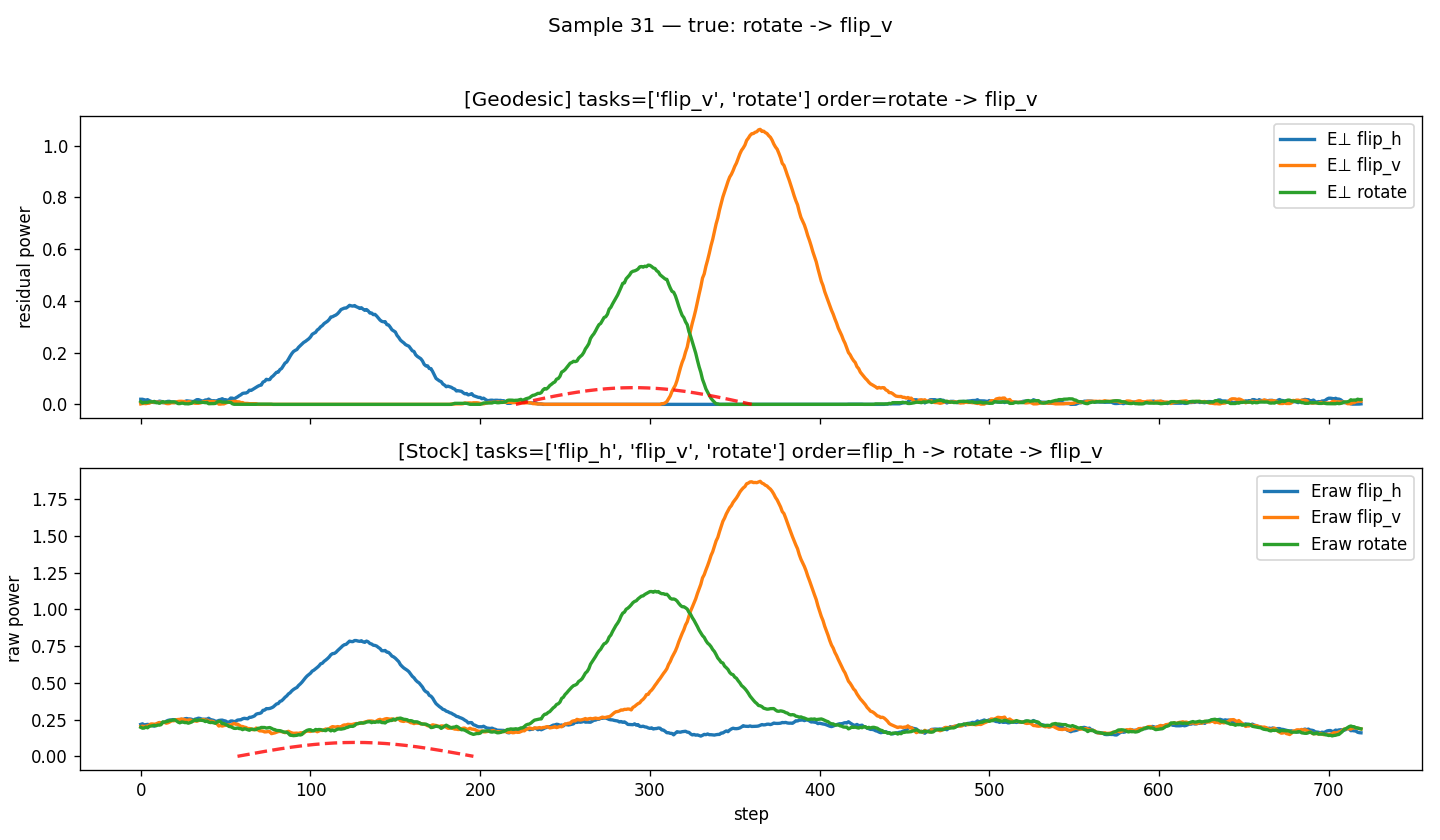 Sample 31 — true: rotate -> flip_v
[Geodesic] tasks=['flip_v', 'rotate'] order=rotate -> flip_v
residual power
1.0
0.8
0.6
0.4
0.2
0.0
E⊥ flip_h
E⊥ flip_v
E⊥ rotate
[Stock] tasks=['flip_h', 'flip_v', 'rotate'] order=flip_h -> rotate -> flip_v
raw power
1.75
1.50
1.25
1.00
0.75
0.50
0.25
0.00
Eraw flip_h
Eraw flip_v
Eraw rotate
0 100 200 300 400 500 600 700
step